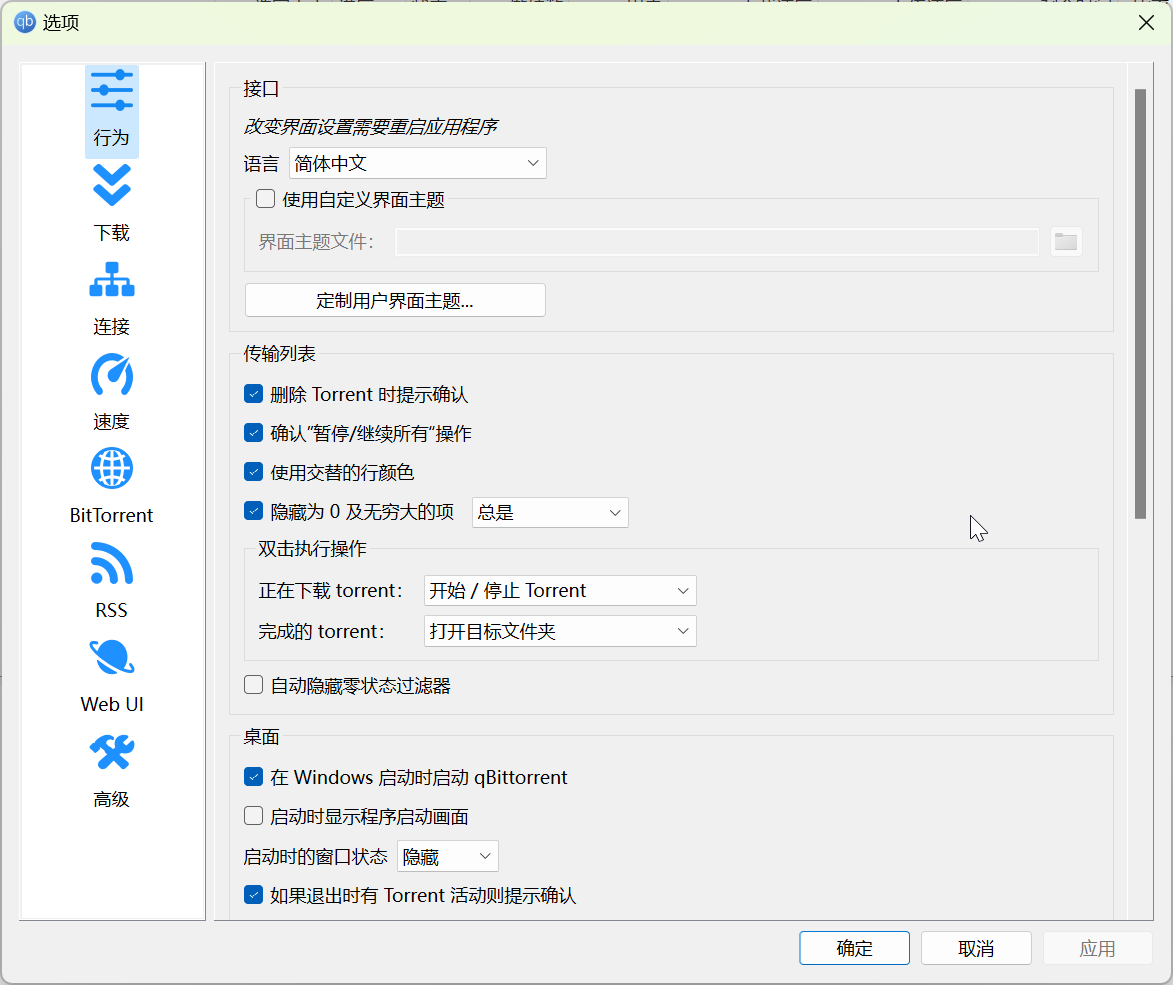 qb 选项
行为
下载
连接
速度
BitTorrent
RSS
Web UI
高级
接口
改变界面设置需要重启应用程序
语言 简体中文
使用自定义界面主题
界面主题文件：
定制用户界面主题...
传输列表
删除 Torrent 时提示确认
确认”暂停/继续所有“操作
使用交替的行颜色
隐藏为 0 及无穷大的项 总是
双击执行操作
正在下载 torrent： 开始 / 停止 Torrent
完成的 torrent： 打开目标文件夹
自动隐藏零状态过滤器
桌面
在 Windows 启动时启动 qBittorrent
启动时显示程序启动画面
启动时的窗口状态 隐藏
如果退出时有 Torrent 活动则提示确认
确定 取消 应用